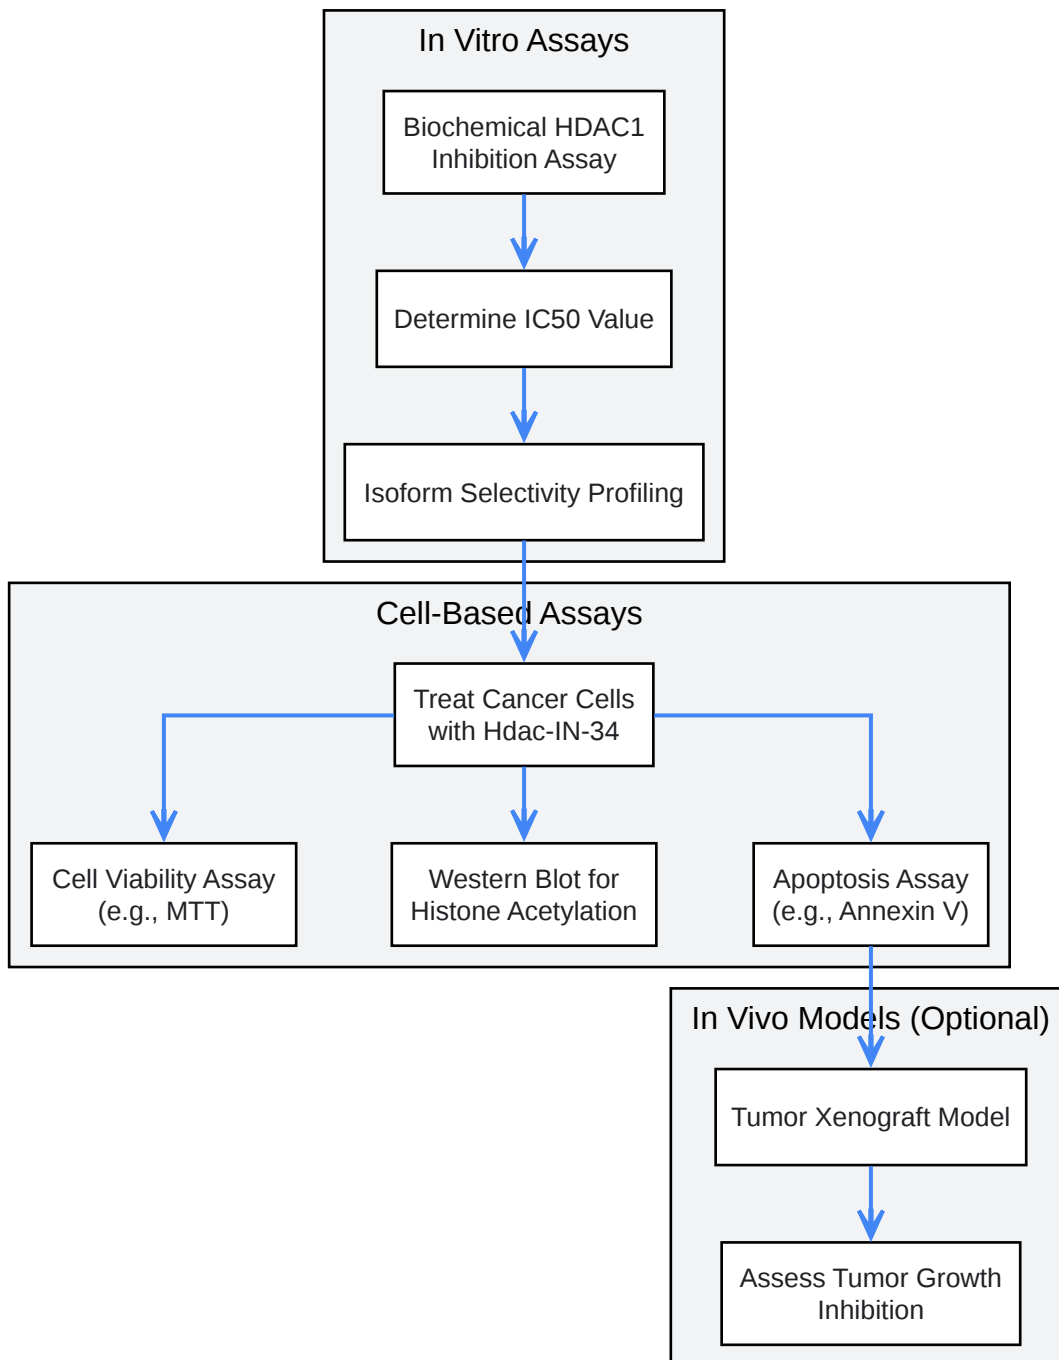 In Vitro Assays
Biochemical HDAC1
Inhibition Assay
Determine IC50 Value
Isoform Selectivity Profiling
Cell-Based Assays
Treat Cancer Cells
with Hdac-IN-34
Cell Viability Assay
(e.g., MTT)
Western Blot for
Histone Acetylation
Apoptosis Assay
(e.g., Annexin V)
In Vivo Models (Optional)
Tumor Xenograft Model
Assess Tumor Growth
Inhibition